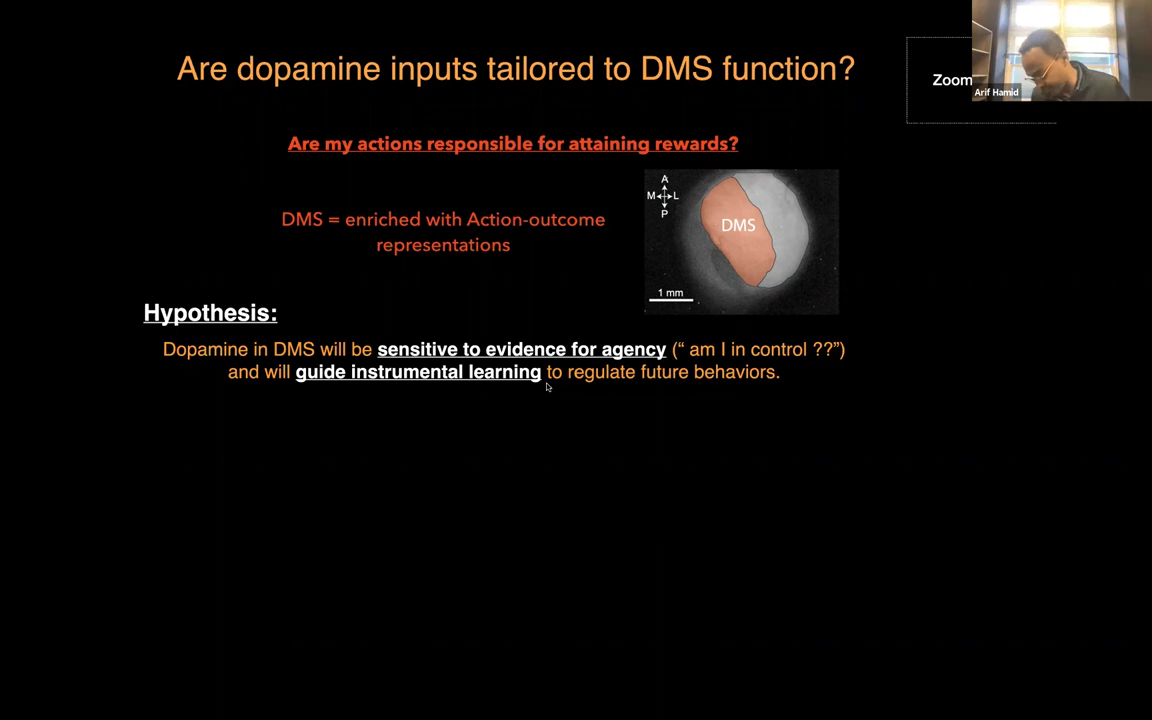 Are dopamine inputs tailored to DMS function?
Zoom
Arif Hamid
Are my actions responsible for attaining rewards?
A
M L
P
DMS
1 mm
DMS = enriched with Action-outcome
representations
Hypothesis:
Dopamine in DMS will be sensitive to evidence for agency (“ am I in control ??”)
and will guide instrumental learning to regulate future behaviors.